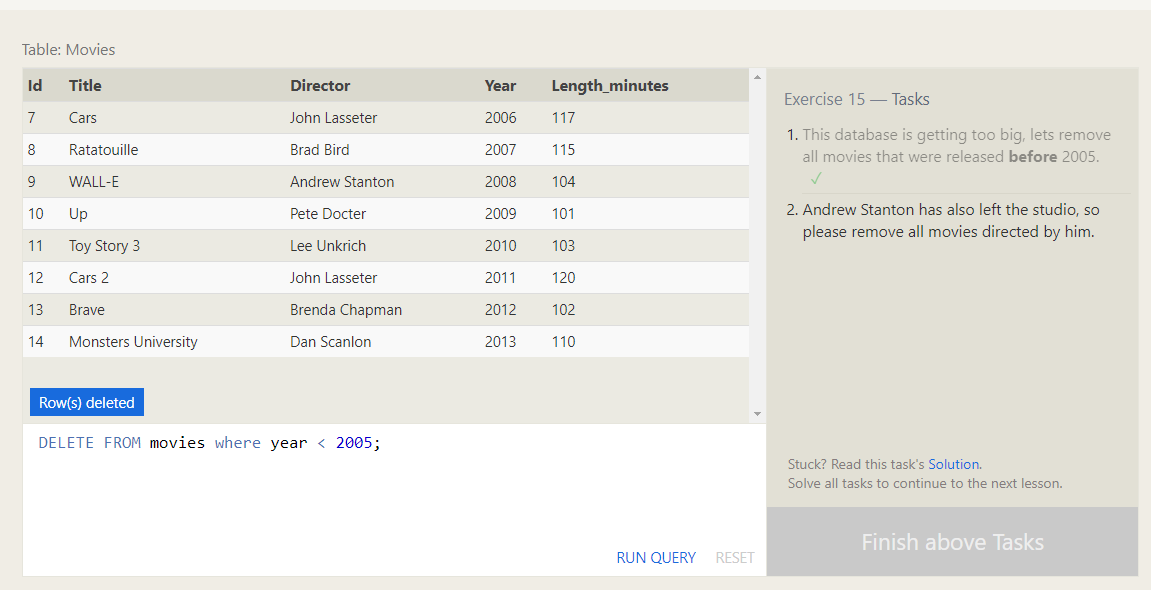 Table: Movies
Id Title Director Year Length_minutes
7 Cars John Lasseter 2006 117
8 Ratatouille Brad Bird 2007 115
9 WALL-E Andrew Stanton 2008 104
10 Up Pete Docter 2009 101
11 Toy Story 3 Lee Unkrich 2010 103
12 Cars 2 John Lasseter 2011 120
13 Brave Brenda Chapman 2012 102
14 Monsters University Dan Scanlon 2013 110
Row(s) deleted
DELETE FROM movies where year < 2005;
RUN QUERY RESET
Exercise 15 — Tasks
1. This database is getting too big, lets remove
all movies that were released before 2005.
✓
2. Andrew Stanton has also left the studio, so
please remove all movies directed by him.
Stuck? Read this task's Solution.
Solve all tasks to continue to the next lesson.
Finish above Tasks